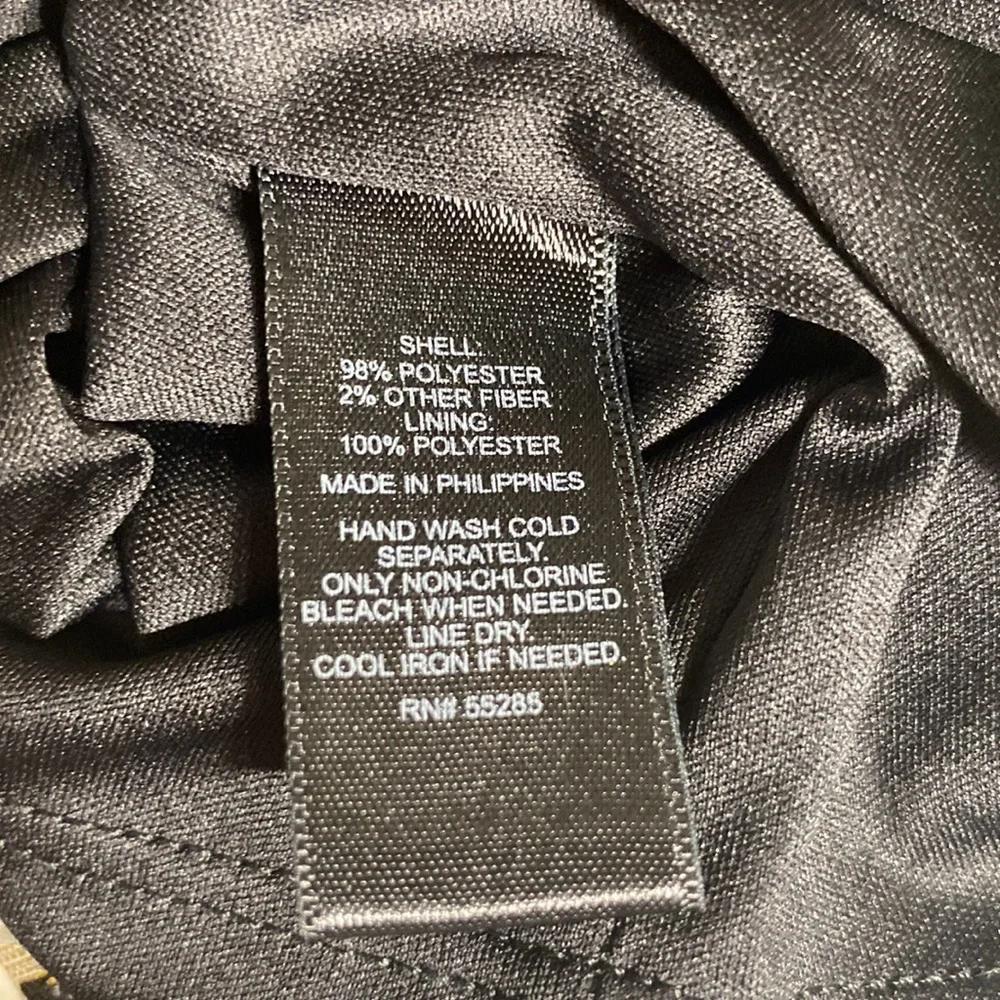 SHELL:
98% POLYESTER
2% OTHER FIBER
LINING:
100% POLYESTER
MADE IN PHILIPPINES
HAND WASH COLD
SEPARATELY.
ONLY NON-CHLORINE
BLEACH WHEN NEEDED.
LINE DRY.
COOL IRON IF NEEDED.
RN# 55285